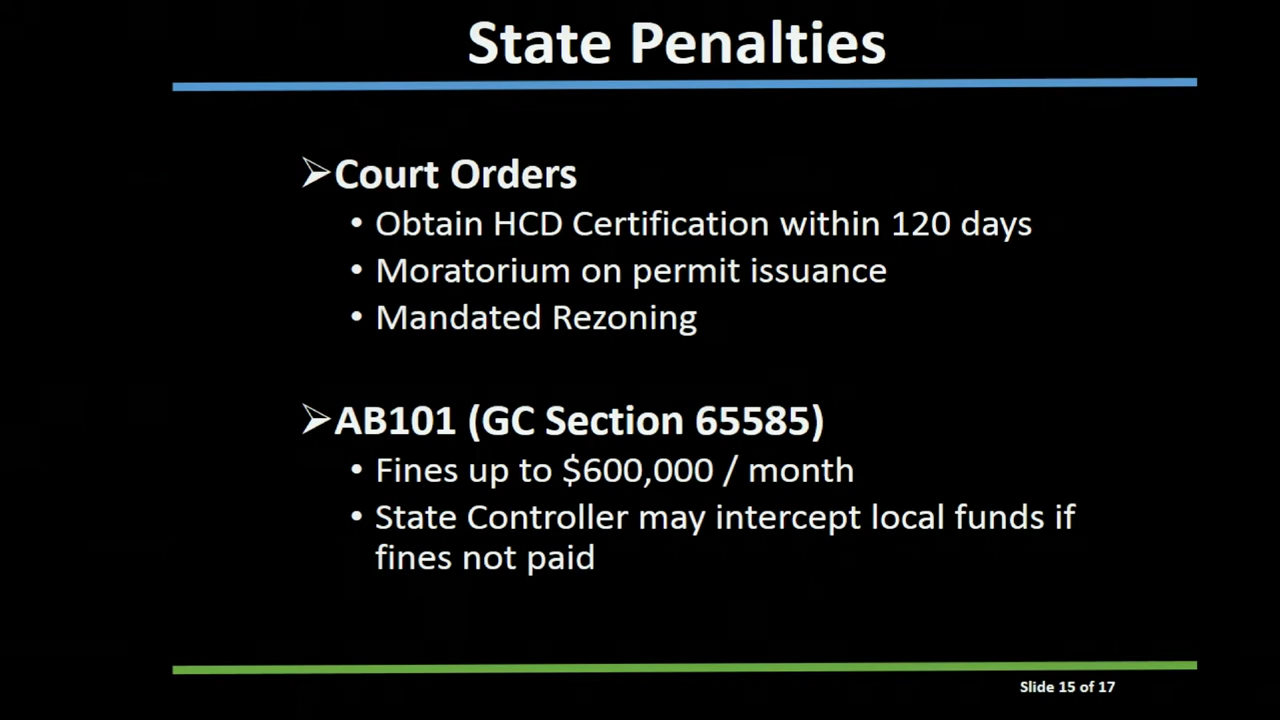 State Penalties
➢Court Orders
• Obtain HCD Certification within 120 days
• Moratorium on permit issuance
• Mandated Rezoning
➢AB101 (GC Section 65585)
• Fines up to $600,000 / month
• State Controller may intercept local funds if
fines not paid
Slide 15 of 17